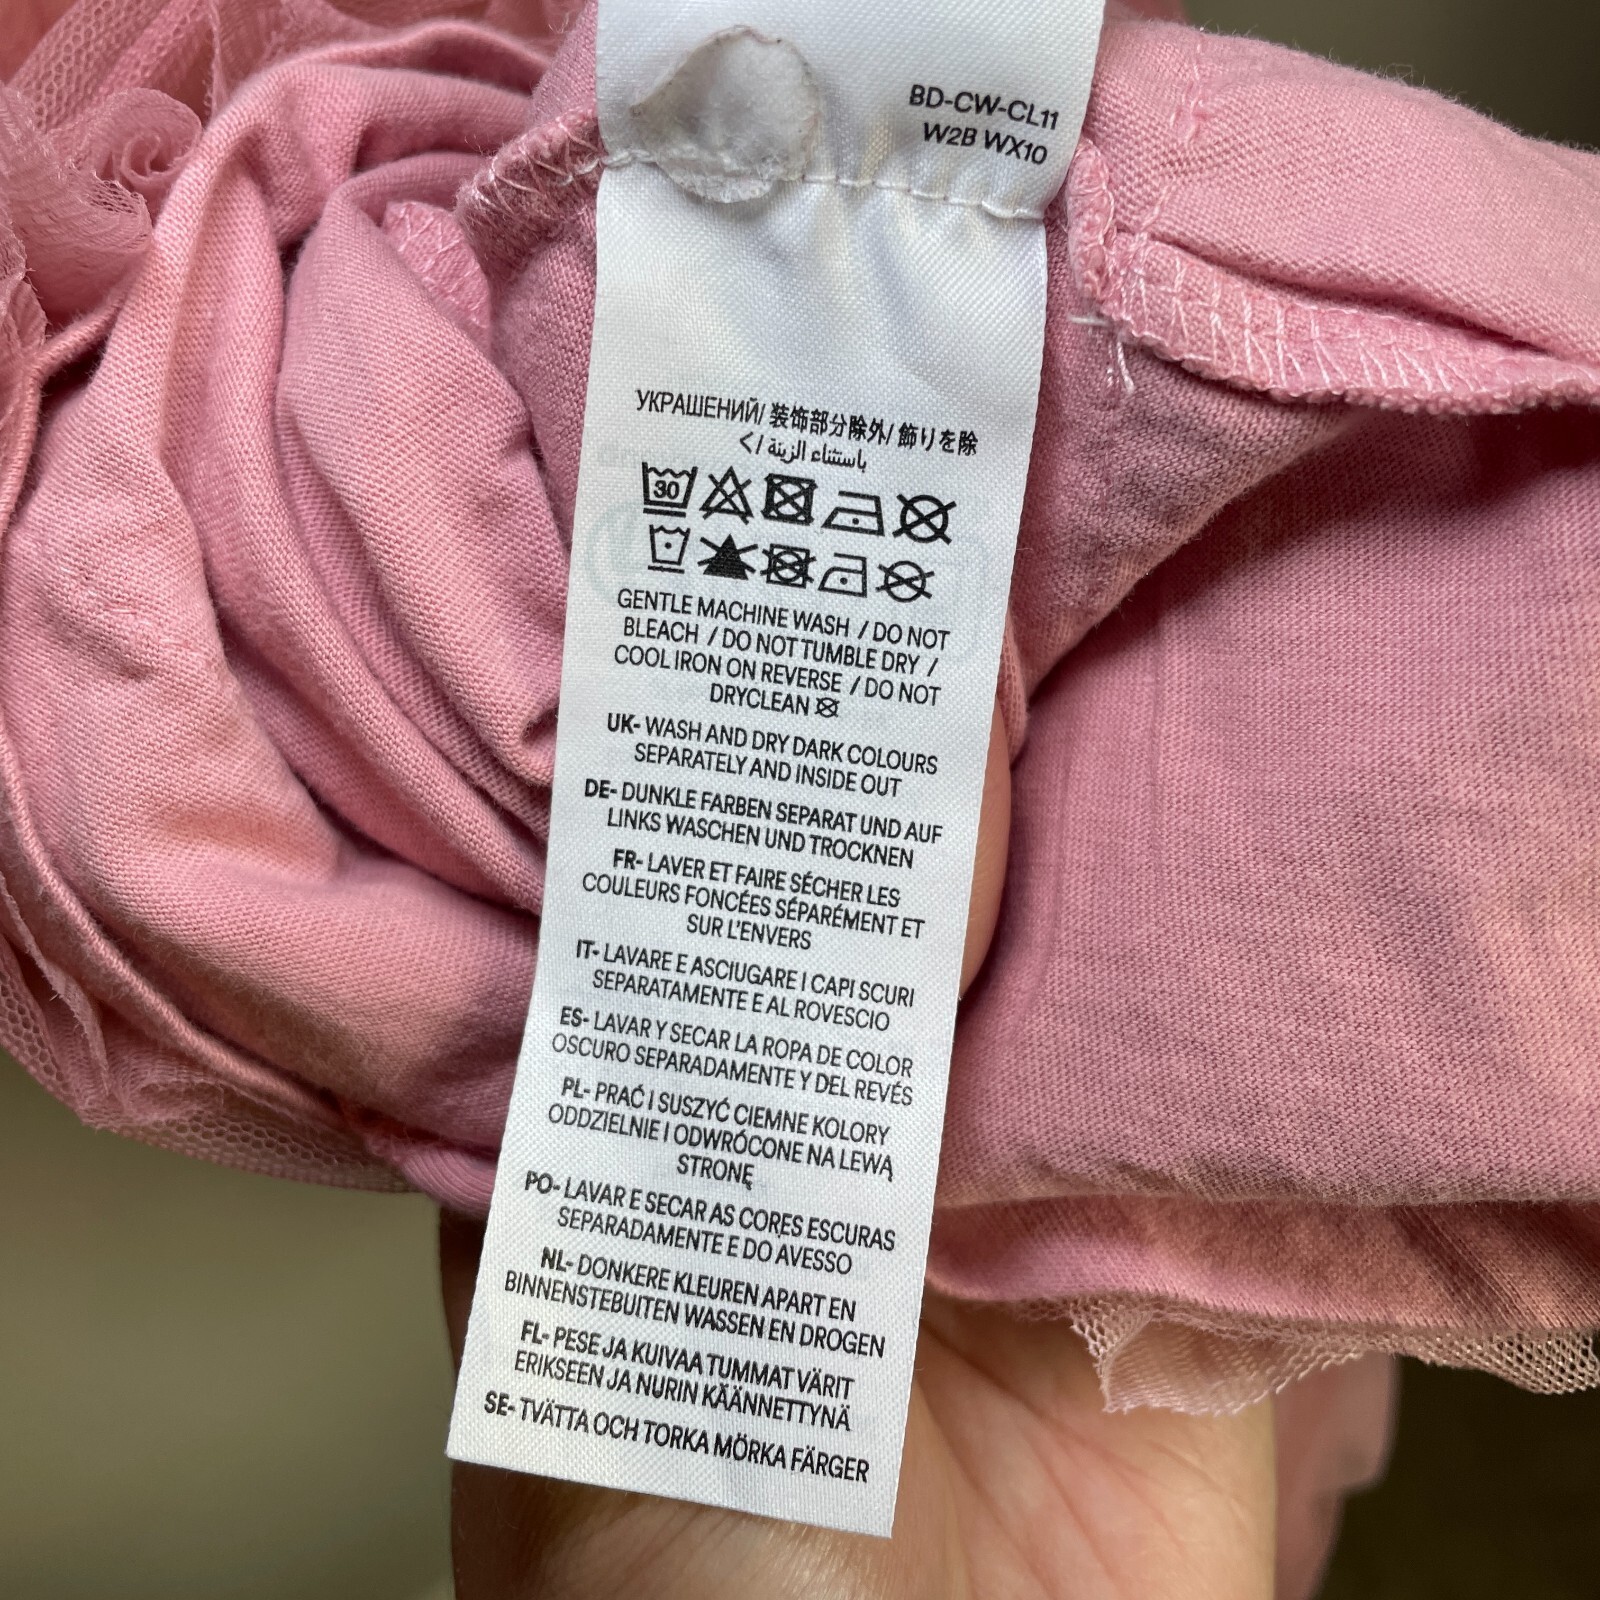 BD-CW-CL11
W2B WX10
УКРАШЕНИЙ/ 装饰部分除外/ 飾りを除
く/ باستثناء الزينة
30
GENTLE MACHINE WASH / DO NOT
BLEACH / DO NOT TUMBLE DRY /
COOL IRON ON REVERSE / DO NOT
DRYCLEAN
UK- WASH AND DRY DARK COLOURS
SEPARATELY AND INSIDE OUT
DE- DUNKLE FARBEN SEPARAT UND AUF
LINKS WASCHEN UND TROCKNEN
FR- LAVER ET FAIRE SÉCHER LES
COULEURS FONCÉES SÉPARÉMENT ET
SUR L'ENVERS
IT- LAVARE E ASCIUGARE I CAPI SCURI
SEPARATAMENTE E AL ROVESCIO
ES- LAVAR Y SECAR LA ROPA DE COLOR
OSCURO SEPARADAMENTE Y DEL REVÉS
PL- PRAĆ I SUSZYĆ CIEMNE KOLORY
ODDZIELNIE I ODWRÓCONE NA LEWĄ
STRONĘ
PO- LAVAR E SECAR AS CORES ESCURAS
SEPARADAMENTE E DO AVESSO
NL- DONKERE KLEUREN APART EN
BINNENSTEBUITEN WASSEN EN DROGEN
FL- PESE JA KUIVAA TUMMAT VÄRIT
ERIKSEEN JA NURIN KÄÄNNETTYNÄ
SE- TVÄTTA OCH TORKA MÖRKA FÄRGER